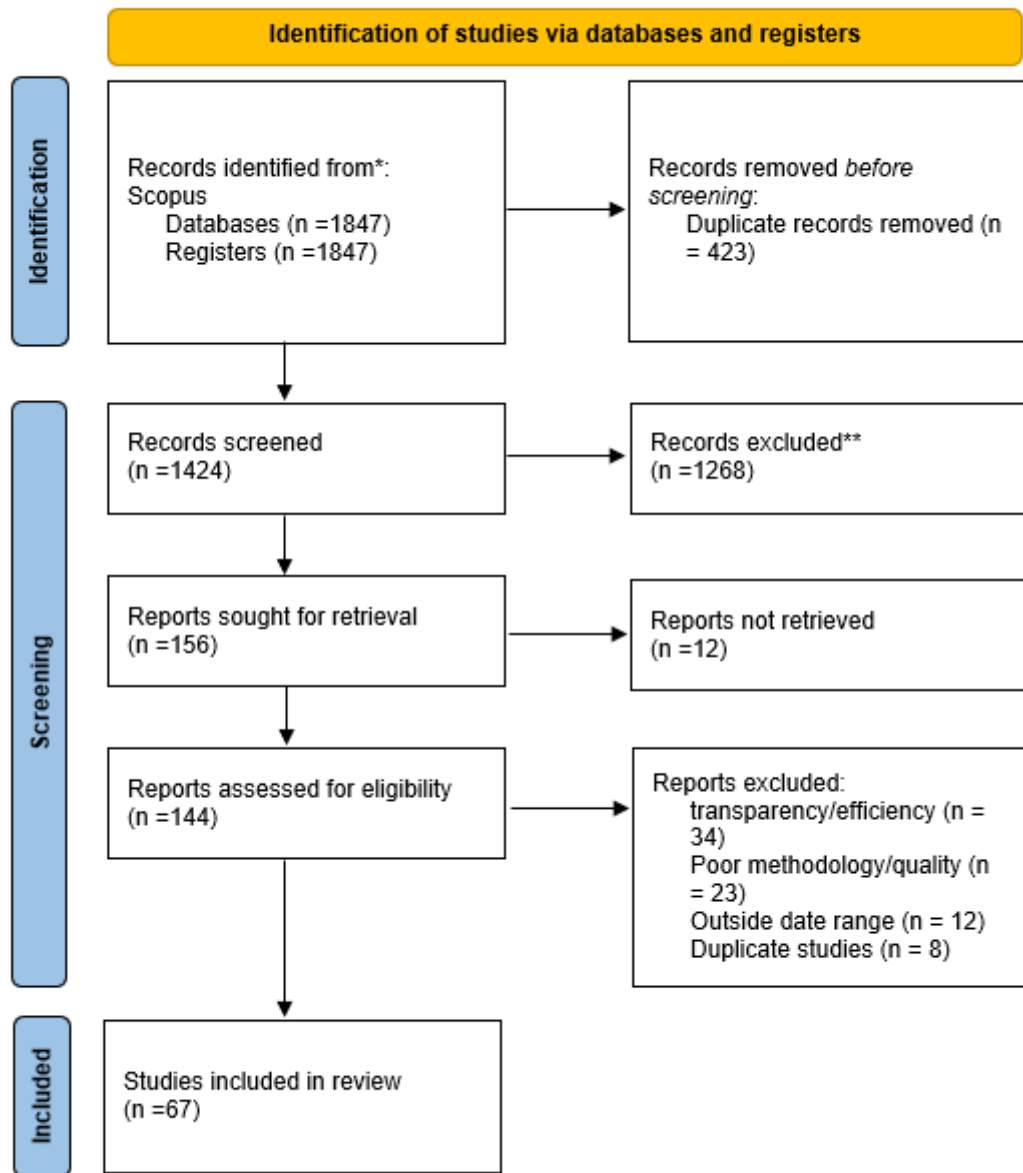 Identification of studies via databases and registers
Identification
Records identified from*:
Scopus
Databases (n =1847)
Registers (n =1847)
Records removed before
screening:
Duplicate records removed (n
= 423)
Screening
Records screened
(n =1424)
Records excluded**
(n =1268)
Reports sought for retrieval
(n =156)
Reports not retrieved
(n =12)
Reports assessed for eligibility
(n =144)
Reports excluded:
transparency/efficiency (n =
34)
Poor methodology/quality (n
= 23)
Outside date range (n = 12)
Duplicate studies (n = 8)
Included
Studies included in review
(n =67)